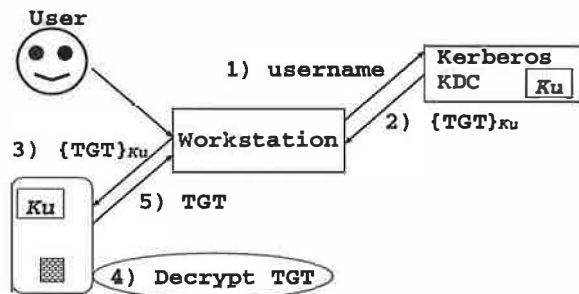 User
1) username
Kerberos
KDC
Ku
2) {TGT}Ku
Workstation
3) {TGT}Ku
5) TGT
Ku
4) Decrypt TGT